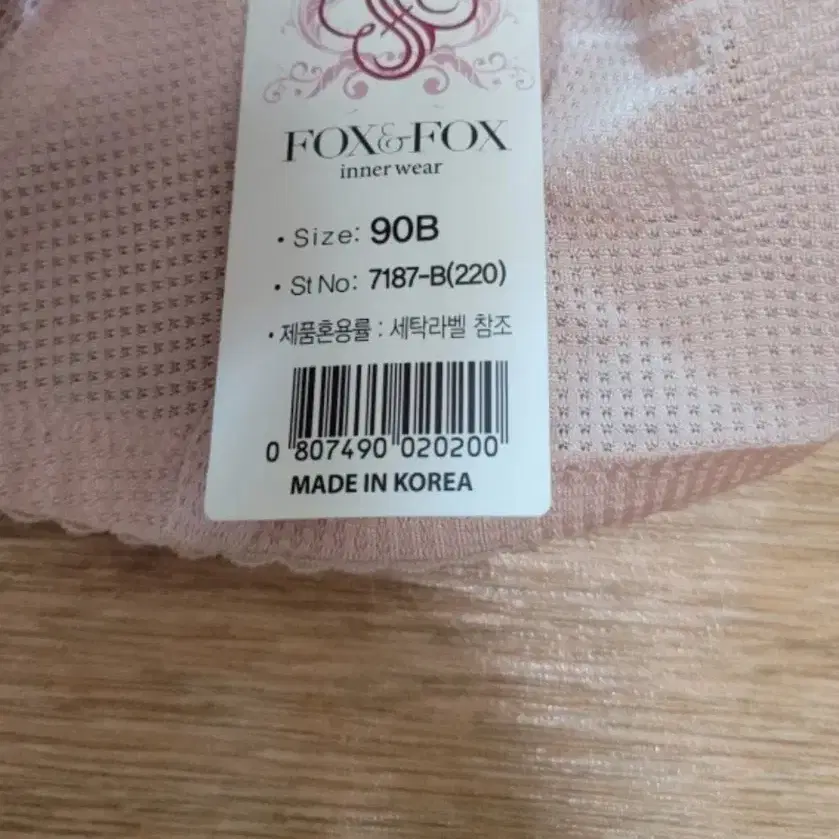 FOX&FOX
inner wear
• Size: 90B
• St No: 7187-B(220)
• 제품혼용률 : 세탁라벨 참조
0 807490 020200
MADE IN KOREA